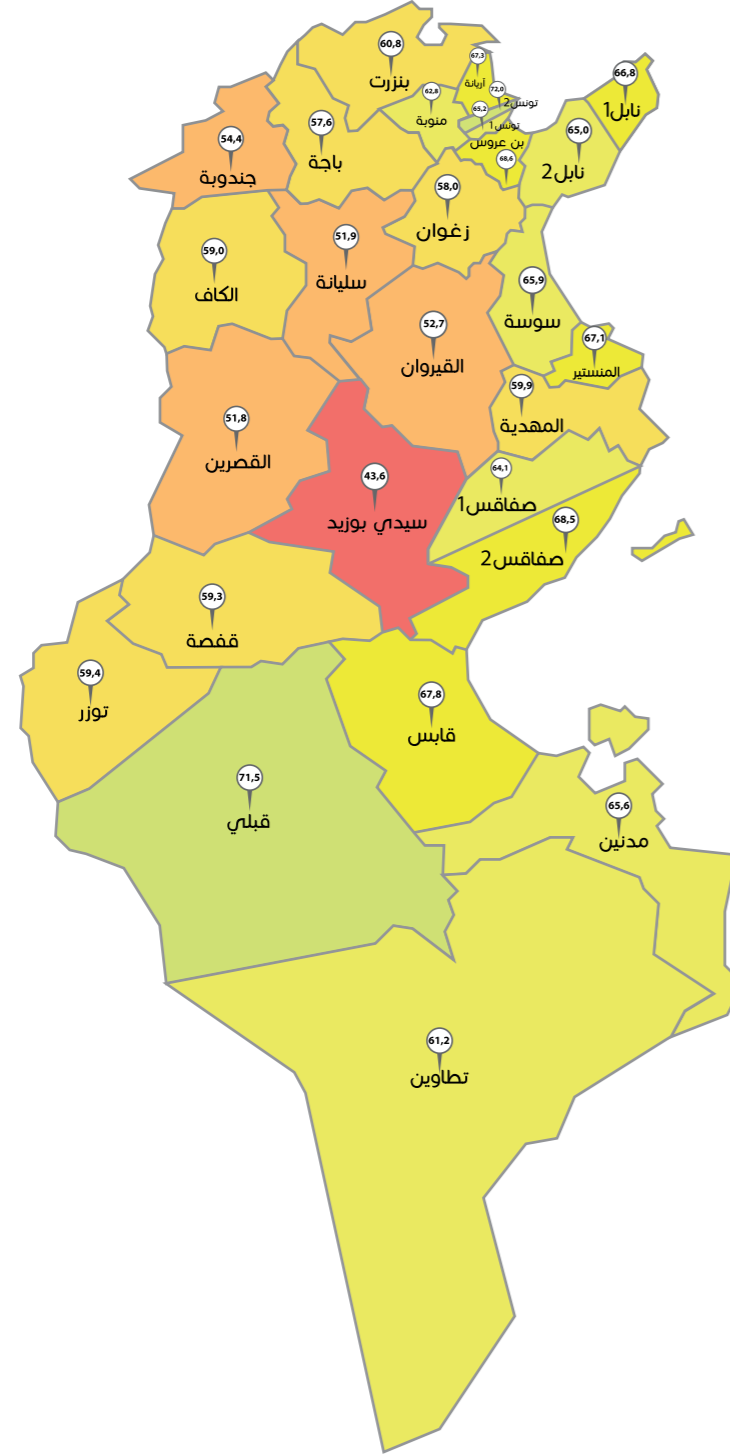 60,8
بنزرت
67,3
أريانة
66,8
نابل1
62,8
منوبة
72,0
تونس2
65,2
تونس1
بن عروس
68,6
65,0
نابل2
57,6
باجة
54,4
جندوبة
58,0
زغوان
51,9
سليانة
59,0
الكاف
65,9
سوسة
52,7
القيروان
67,1
المنستير
59,9
المهدية
51,8
القصرين
64,1
صفاقس1
43,6
سيدي بوزيد
68,5
صفاقس2
59,3
قفصة
59,4
توزر
67,8
قابس
71,5
قبلي
65,6
مدنين
61,2
تطاوين